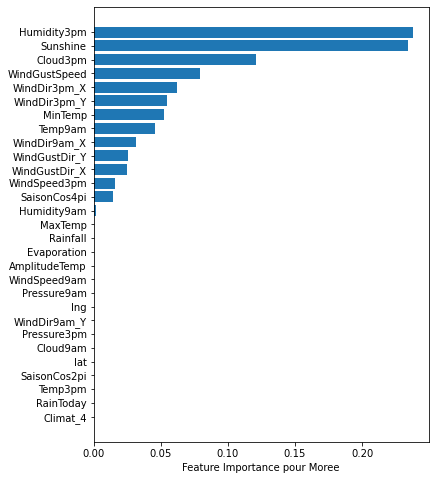 Humidity3pm
Sunshine
Cloud3pm
WindGustSpeed
WindDir3pm_X
WindDir3pm_Y
MinTemp
Temp9am
WindDir9am_X
WindGustDir_Y
WindGustDir_X
WindSpeed3pm
SaisonCos4pi
Humidity9am
MaxTemp
Rainfall
Evaporation
AmplitudeTemp
WindSpeed9am
Pressure9am
lng
WindDir9am_Y
Pressure3pm
Cloud9am
lat
SaisonCos2pi
Temp3pm
RainToday
Climat_4
0.00 0.05 0.10 0.15 0.20
Feature Importance pour Moree